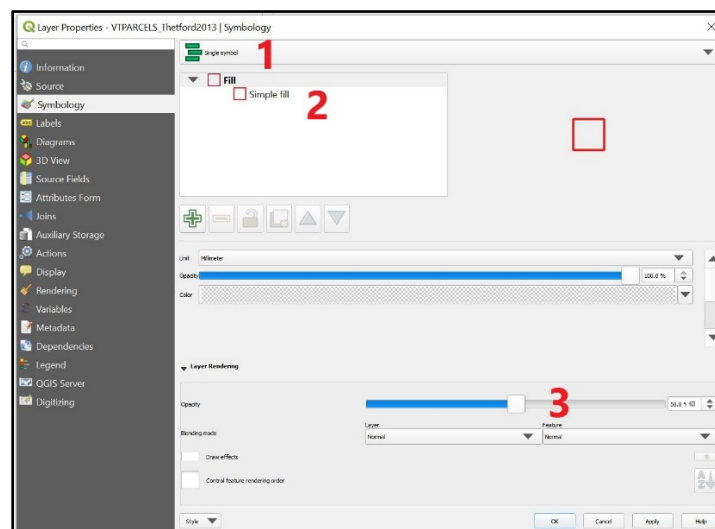 Layer Properties - VTPARCELS_Thetford2013 | Symbology
Information
Source
Symbology
Labels
Diagrams
3D View
Source Fields
Attributes Form
Joins
Auxiliary Storage
Actions
Display
Rendering
Variables
Metadata
Dependencies
Legend
QGIS Server
Digitizing
Single symbol
1
Fill
Simple fill
2
Unit Millimeter
Opacity 100.0 %
Color
Layer Rendering
Opacity 3
Layer Feature
Blending mode Normal Normal
Draw effects
Control feature rendering order
Style OK Cancel Apply Help